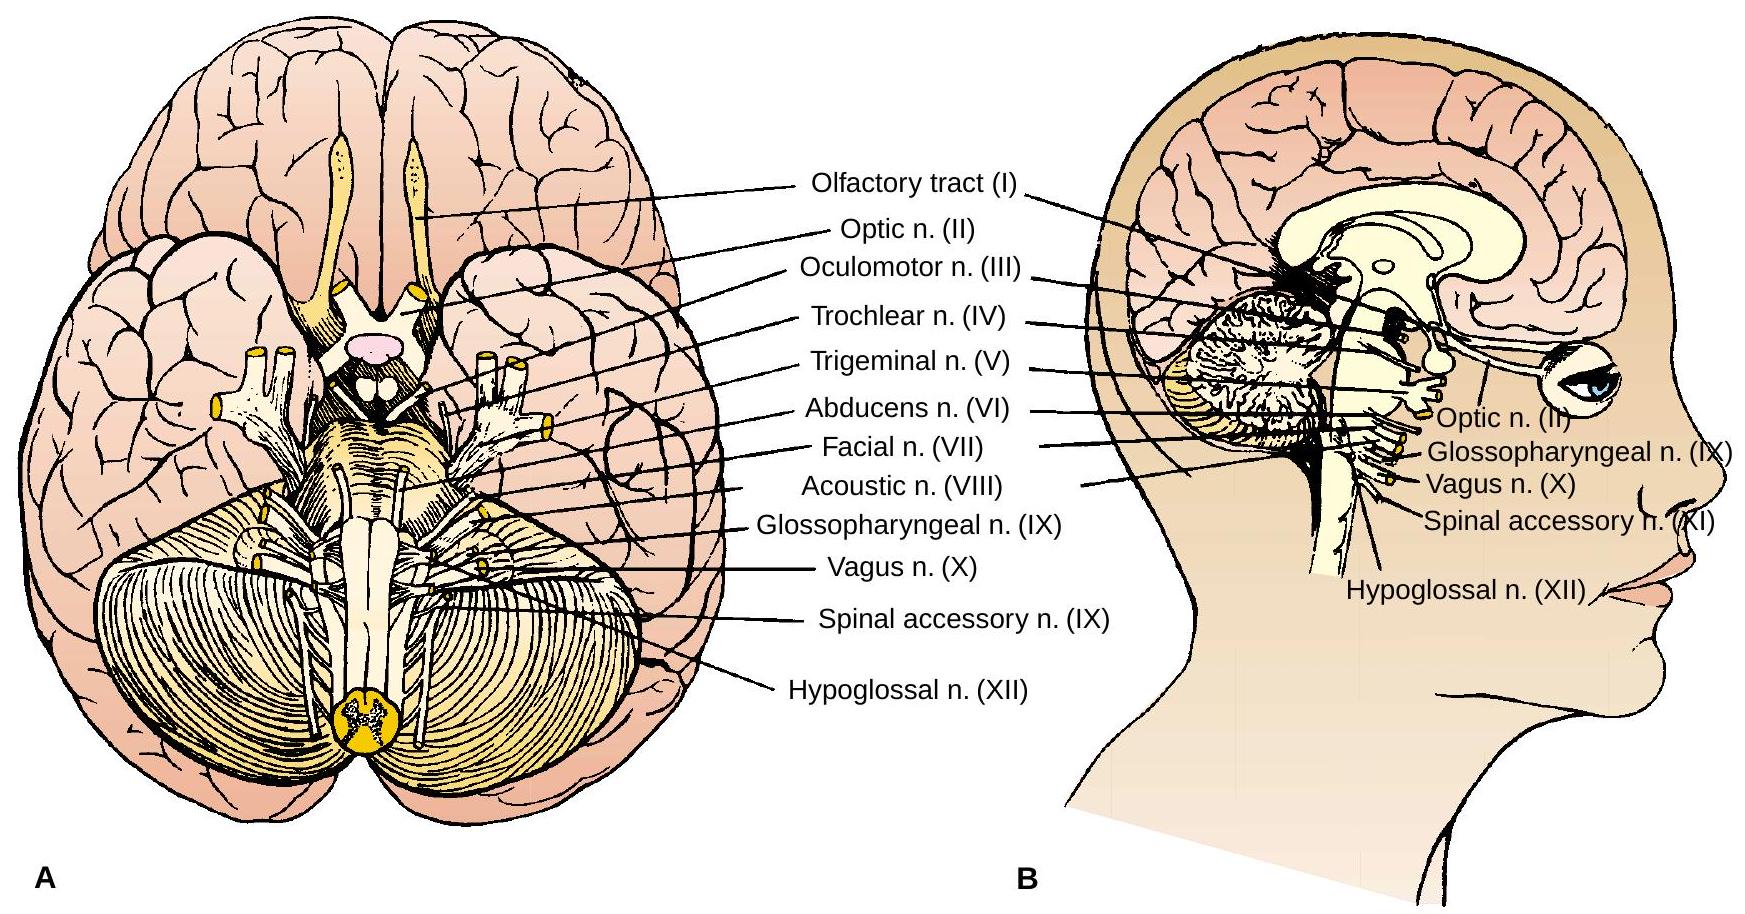 Olfactory tract (I)
Optic n. (II)
Oculomotor n. (III)
Trochlear n. (IV)
Trigeminal n. (V)
Abducens n. (VI)
Facial n. (VII)
Acoustic n. (VIII)
Glossopharyngeal n. (IX)
Vagus n. (X)
Spinal accessory n. (IX)
Hypoglossal n. (XII)
Optic n. (II)
Glossopharyngeal n. (IX)
Vagus n. (X)
Spinal accessory n. (XI)
Hypoglossal n. (XII)
A
B